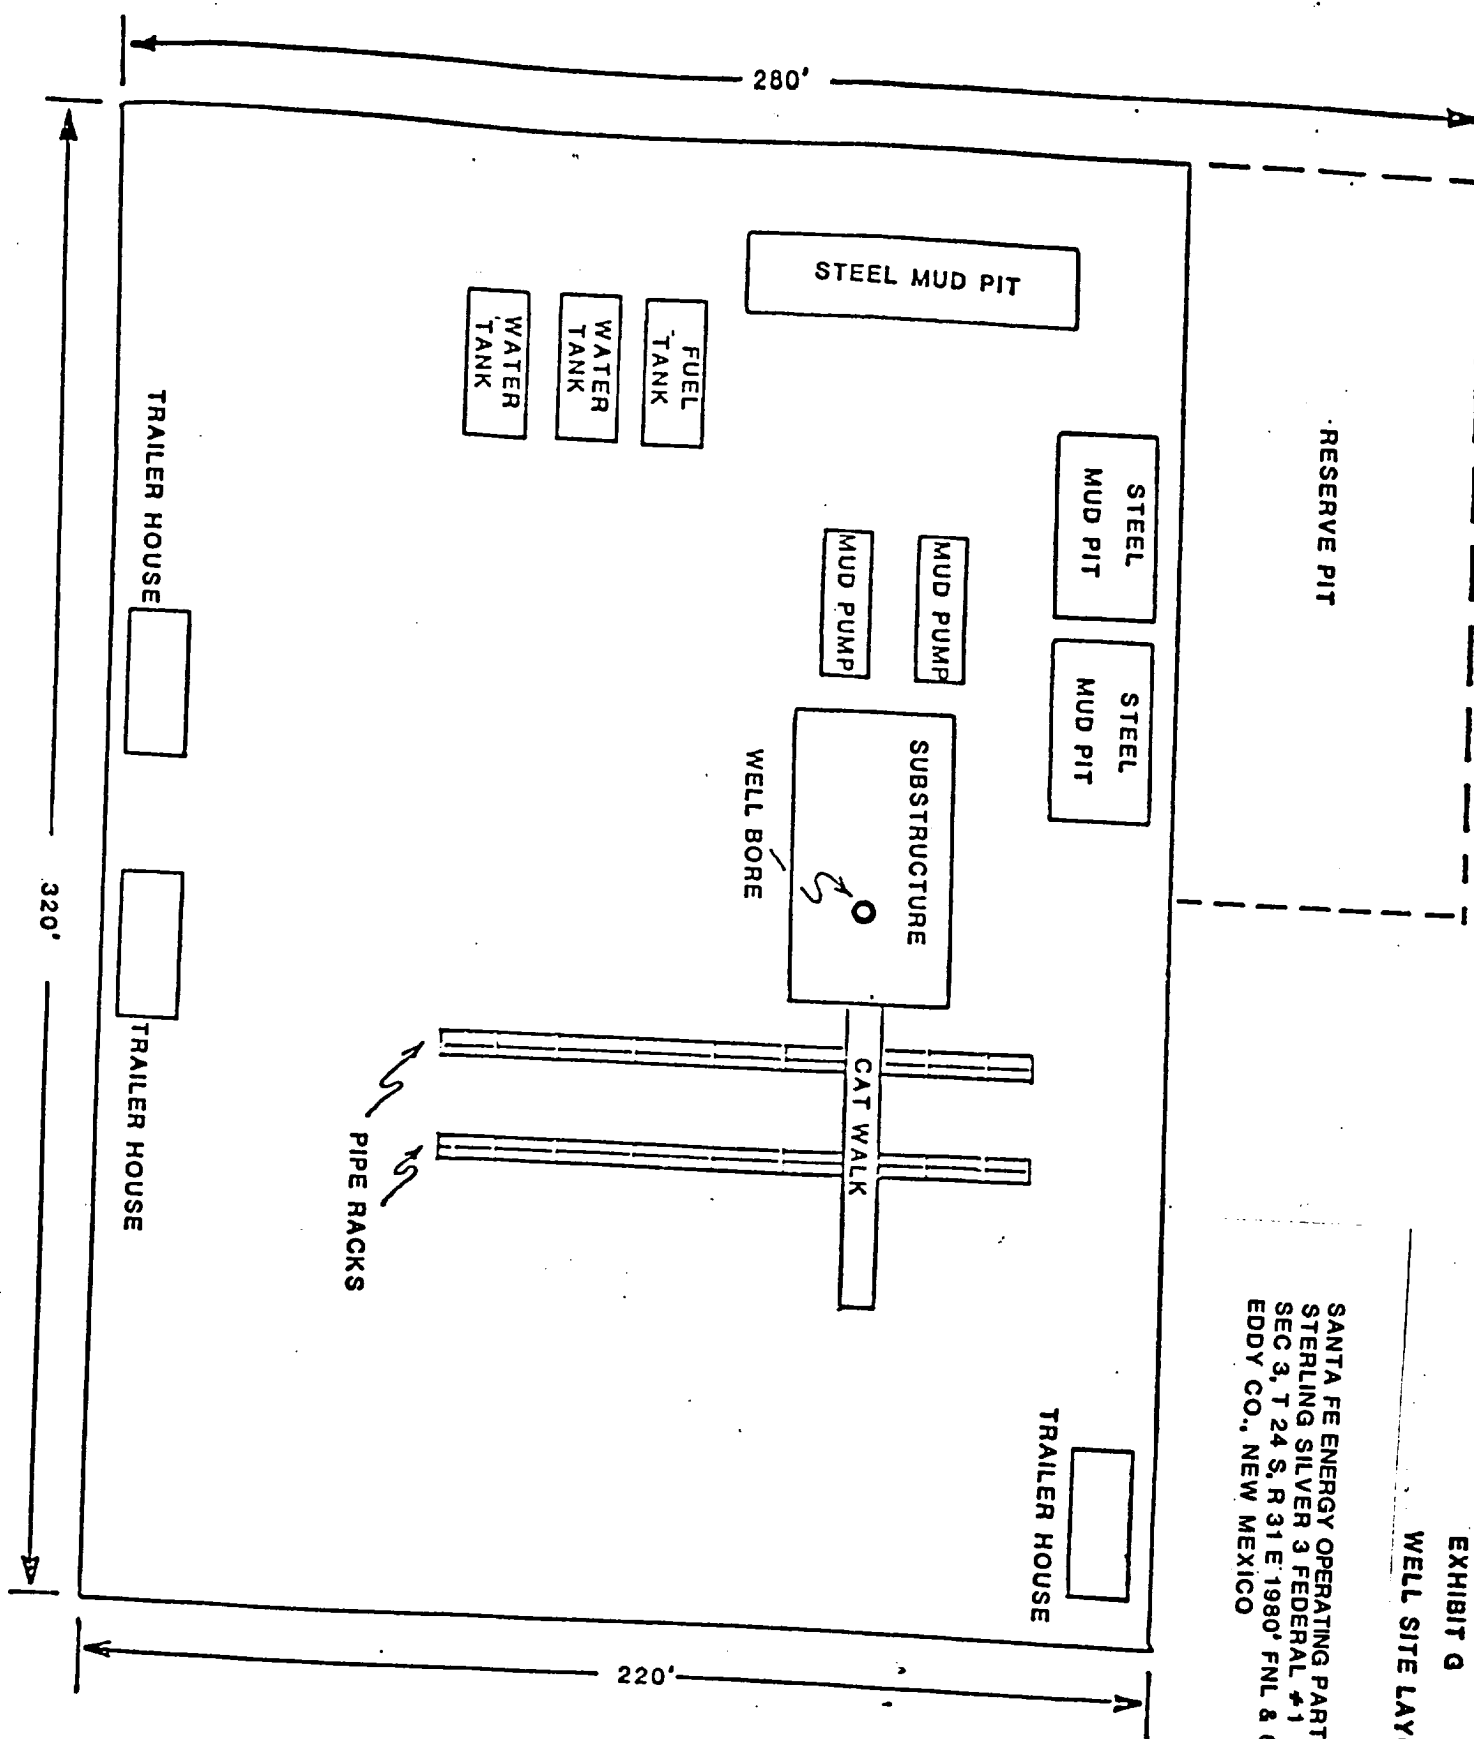 EXHIBIT G
WELL SITE
SANTA FE ENERGY OPERATING
STERLING SILVER 3 FEDERAL #1
SEC 3, T 24 S, R 31 E 1980' FNL &
EDDY CO., NEW MEXICO
280'
RESERVE PIT
STEEL MUD PIT
STEEL
MUD PIT
STEEL
MUD PIT
FUEL
TANK
WATER
TANK
WATER
TANK
MUD PUMP
MUD PUMP
SUBSTRUCTURE
WELL BORE
CAT WALK
PIPE RACKS
TRAILER HOUSE
TRAILER HOUSE
TRAILER HOUSE
320'
220'